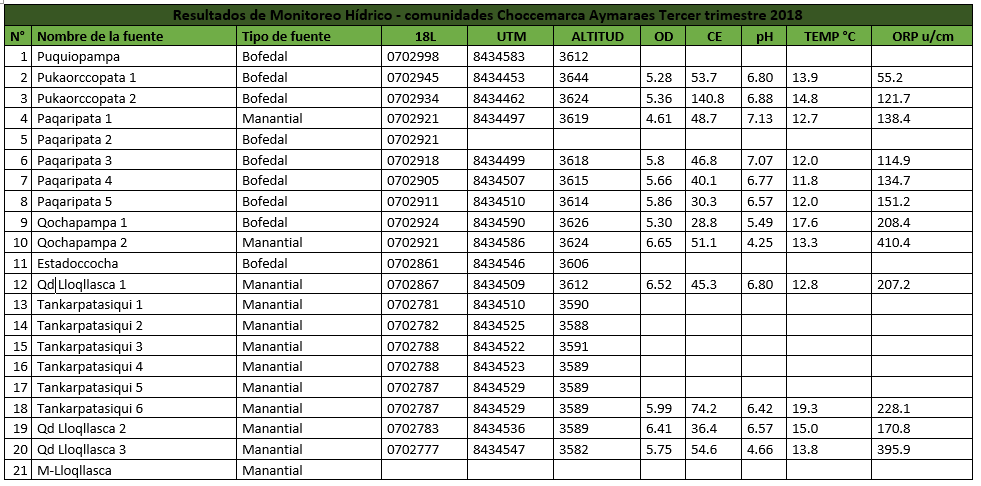 Resultados de Monitoreo Hídrico - comunidades Choccemarca Aymaraes Tercer trimestre 2018
N° Nombre de la fuente Tipo de fuente 18L UTM ALTITUD OD CE pH TEMP °C ORP u/cm
1 Puquiopampa Bofedal 0702998 8434583 3612
2 Pukaorccopata 1 Bofedal 0702945 8434453 3644 5.28 53.7 6.80 13.9 55.2
3 Pukaorccopata 2 Bofedal 0702934 8434462 3624 5.36 140.8 6.88 14.8 121.7
4 Paqaripata 1 Manantial 0702921 8434497 3619 4.61 48.7 7.13 12.7 138.4
5 Paqaripata 2 Bofedal 0702921
6 Paqaripata 3 Bofedal 0702918 8434499 3618 5.8 46.8 7.07 12.0 114.9
7 Paqaripata 4 Bofedal 0702905 8434507 3615 5.66 40.1 6.77 11.8 134.7
8 Paqaripata 5 Bofedal 0702911 8434510 3614 5.86 30.3 6.57 12.0 151.2
9 Qochapampa 1 Bofedal 0702924 8434590 3626 5.30 28.8 5.49 17.6 208.4
10 Qochapampa 2 Manantial 0702921 8434586 3624 6.65 51.1 4.25 13.3 410.4
11 Estadoccocha Bofedal 0702861 8434546 3606
12 Qd Lloqllasca 1 Manantial 0702867 8434509 3612 6.52 45.3 6.80 12.8 207.2
13 Tankarpatasiqui 1 Manantial 0702781 8434510 3590
14 Tankarpatasiqui 2 Manantial 0702782 8434525 3588
15 Tankarpatasiqui 3 Manantial 0702788 8434522 3591
16 Tankarpatasiqui 4 Manantial 0702788 8434523 3589
17 Tankarpatasiqui 5 Manantial 0702787 8434529 3589
18 Tankarpatasiqui 6 Manantial 0702787 8434529 3589 5.99 74.2 6.42 19.3 228.1
19 Qd Lloqllasca 2 Manantial 0702783 8434536 3589 6.41 36.4 6.57 15.0 170.8
20 Qd Lloqllasca 3 Manantial 0702777 8434547 3582 5.75 54.6 4.66 13.8 395.9
21 M-Lloqllasca Manantial